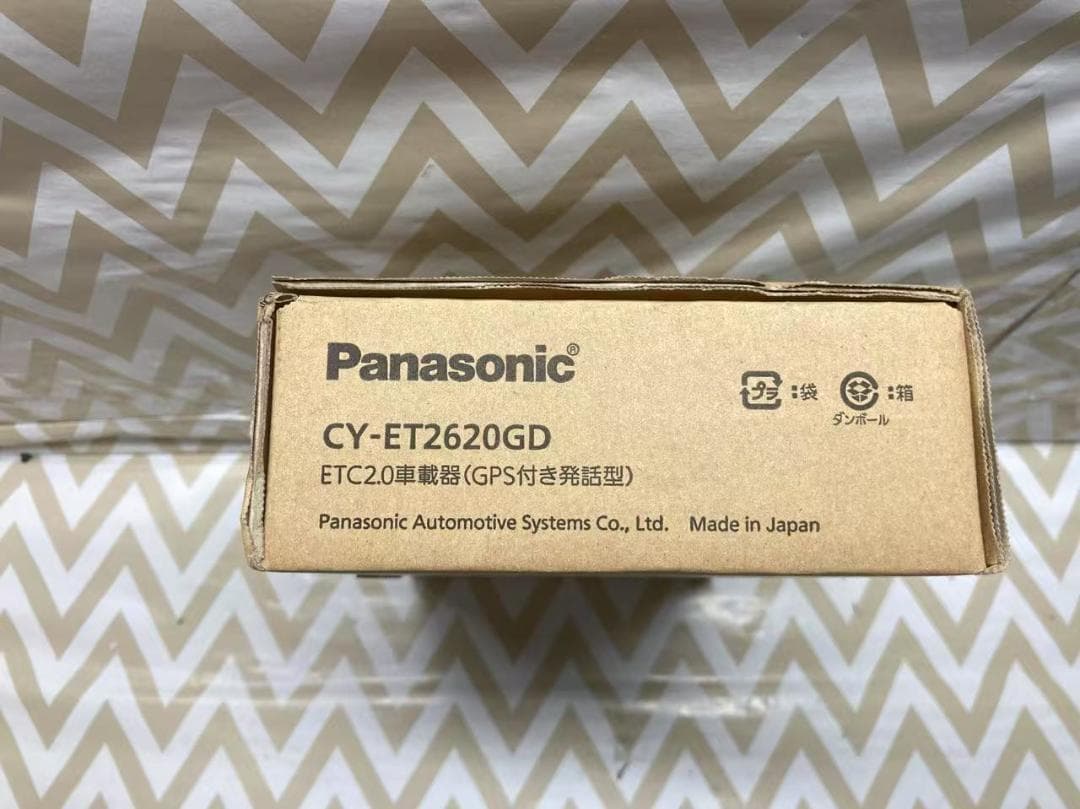 Panasonic®
CY-ET2620GD
ETC2.0車載器(GPS付き発話型)
Panasonic Automotive Systems Co., Ltd. Made in Japan
プラ :袋
:箱
ダンボール